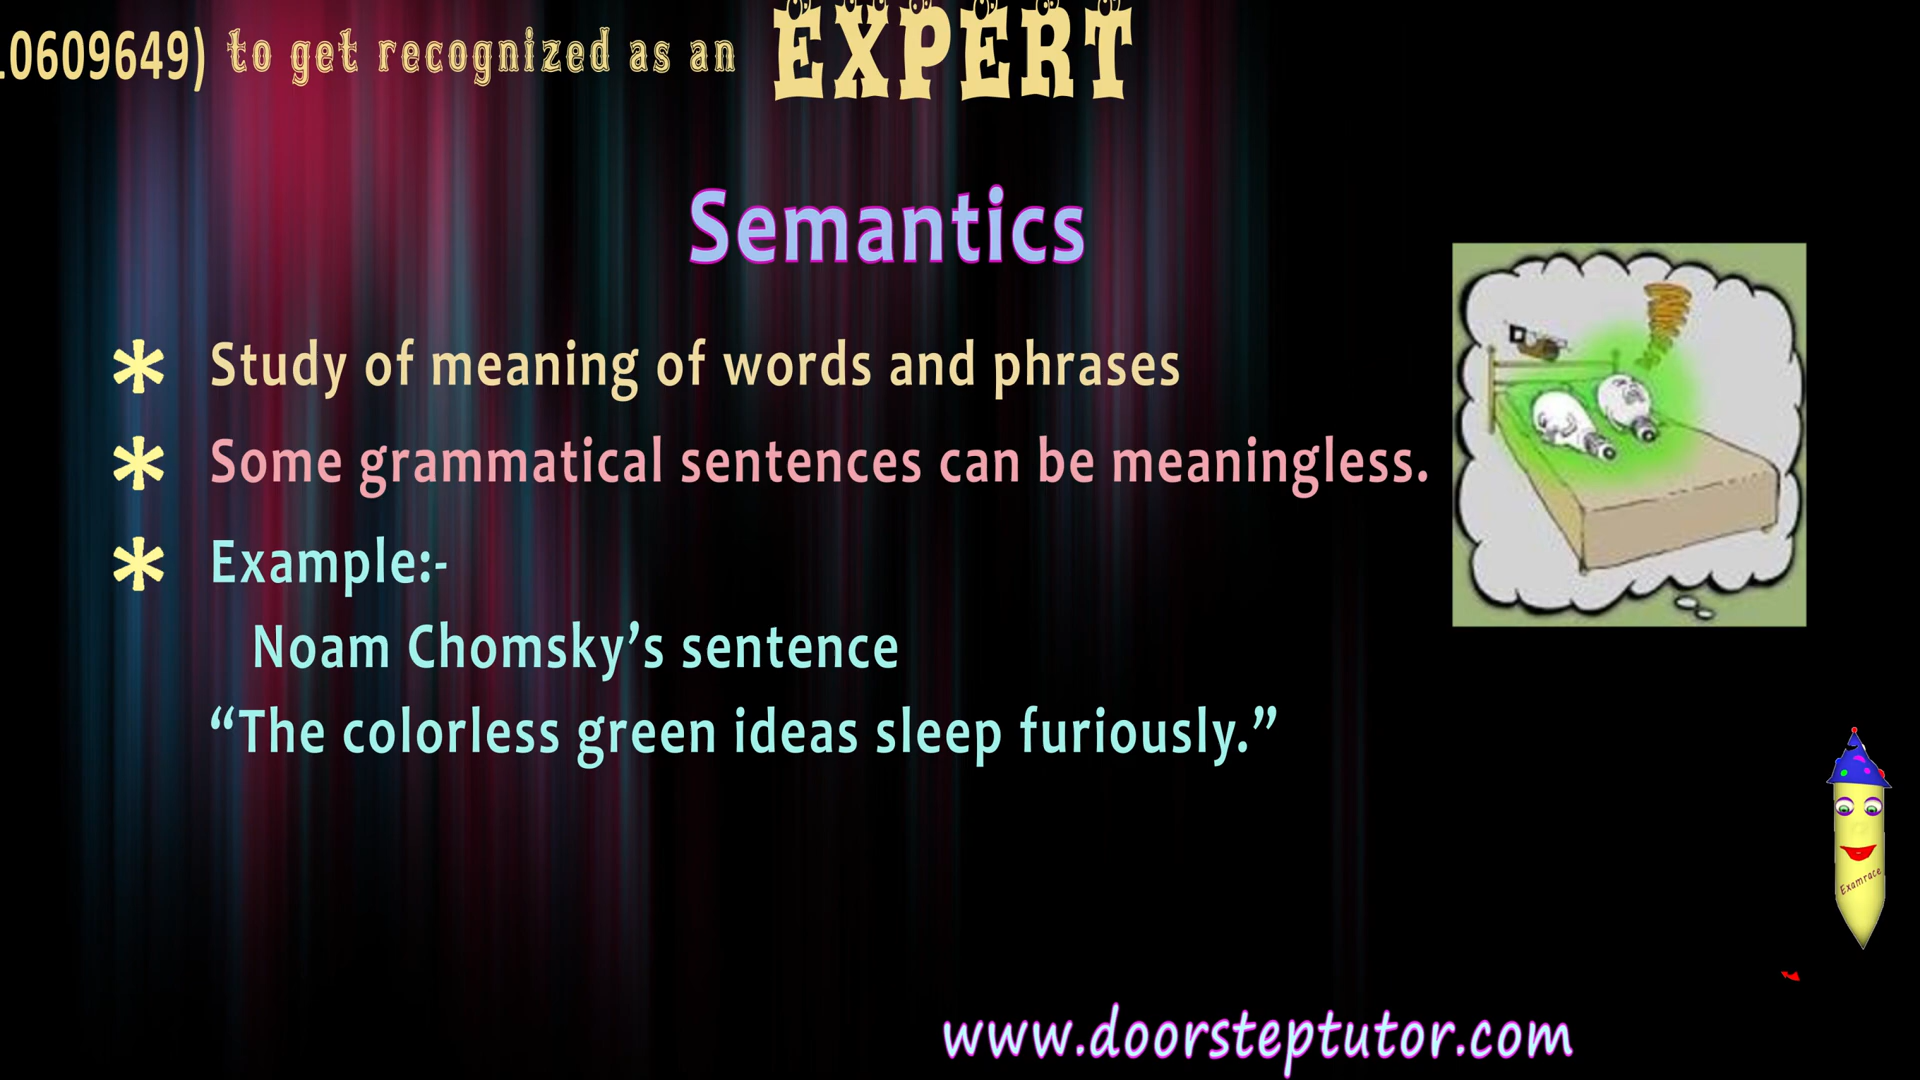 0609649) to get recognized as an EXPERT
Semantics
* Study of meaning of words and phrases
* Some grammatical sentences can be meaningless.
* Example:-
Noam Chomsky’s sentence
“The colorless green ideas sleep furiously.”
Examrace
www.doorsteptutor.com